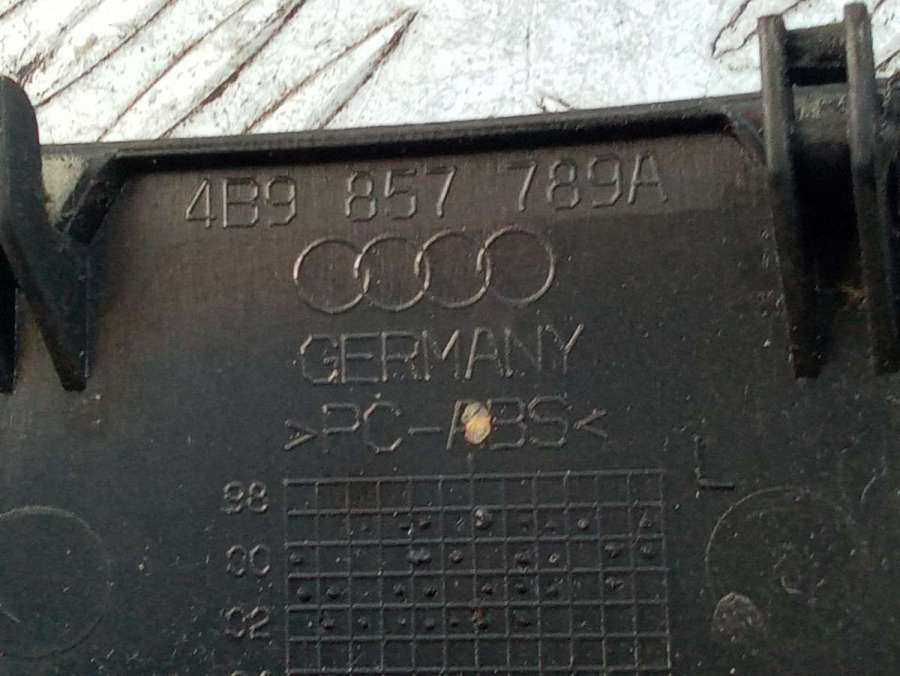 4B9 857 789A
GERMANY
>PC-ABS<
L
98
00
02